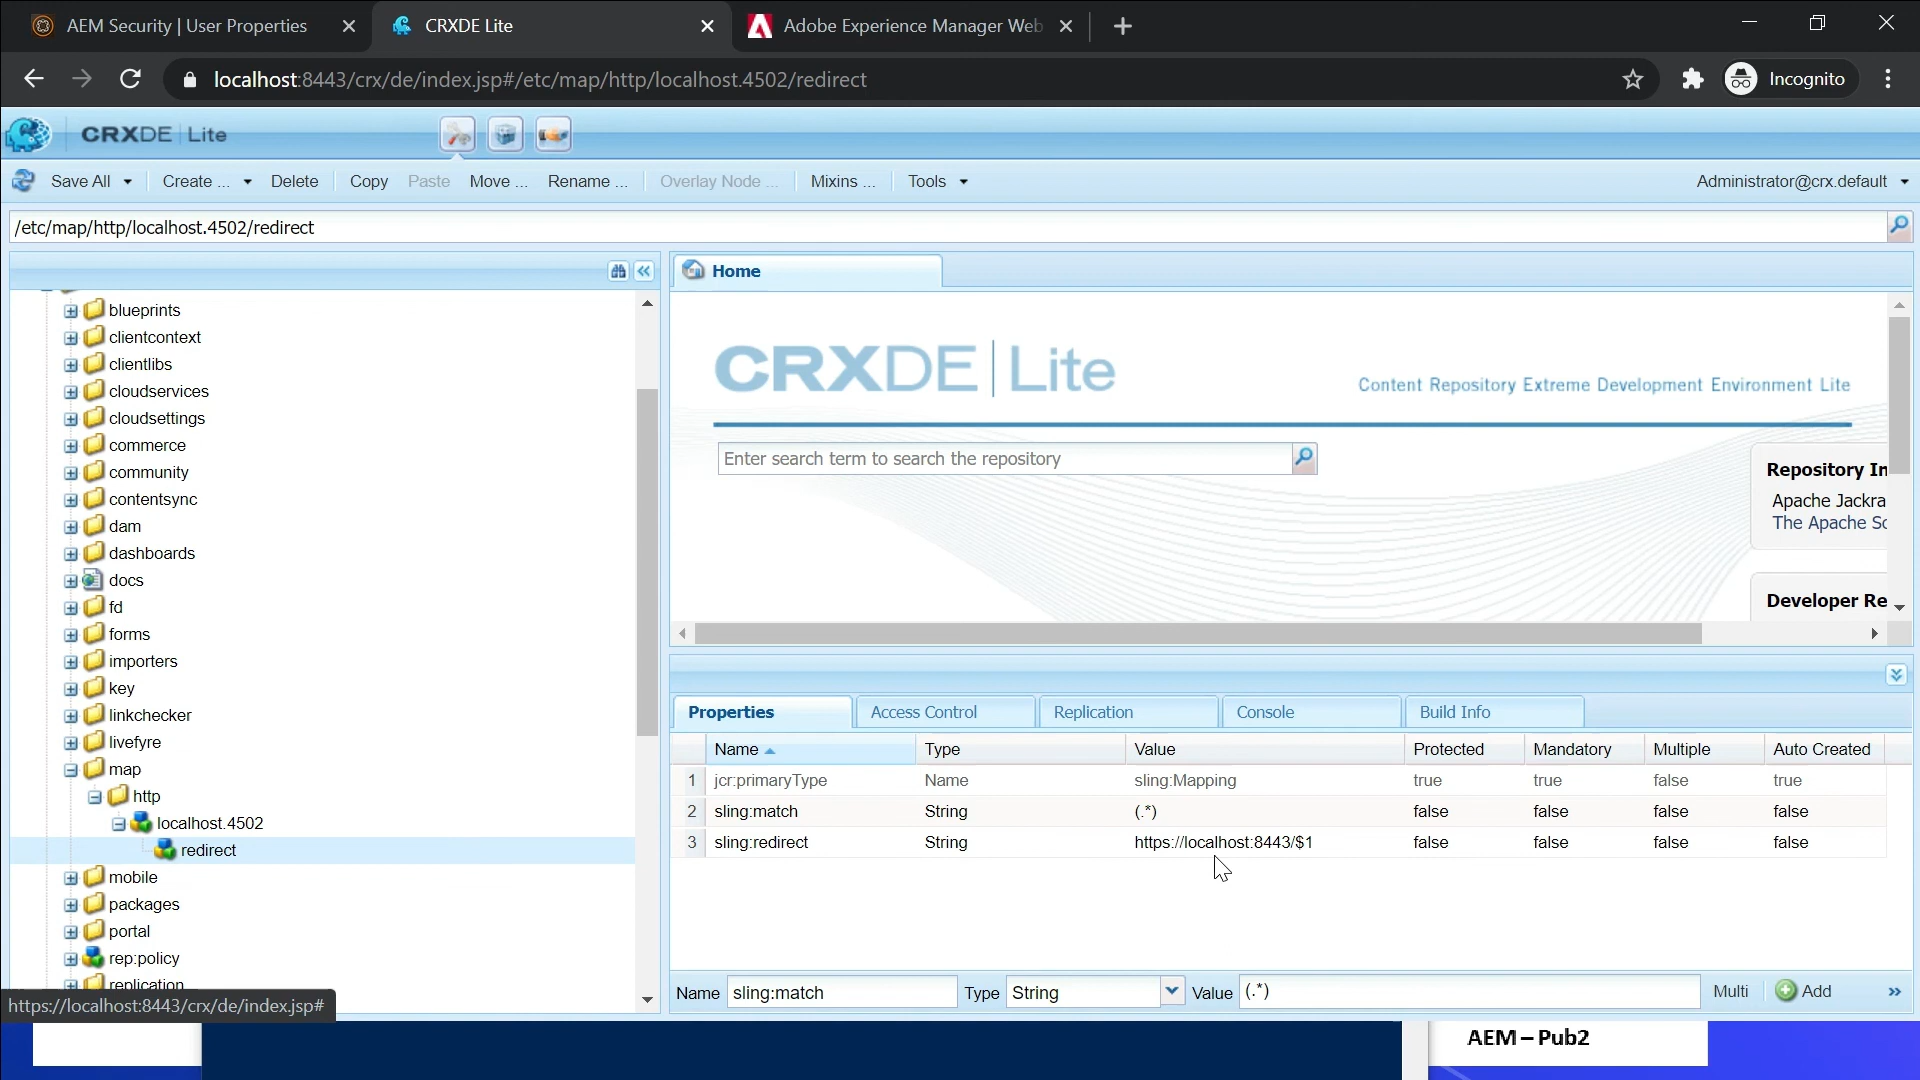 AEM Security | User Properties
CRXDE Lite
Adobe Experience Manager Web
localhost:8443/crx/de/index.jsp#/etc/map/http/localhost.4502/redirect
Incognito
CRXDE Lite
Save All
Create ...
Delete
Copy
Paste
Move ...
Rename ...
Overlay Node ...
Mixins ...
Tools
Administrator@crx.default
/etc/map/http/localhost.4502/redirect
blueprints
clientcontext
clientlibs
cloudservices
cloudsettings
commerce
community
contentsync
dam
dashboards
docs
fd
forms
importers
key
linkchecker
livefyre
map
http
localhost.4502
redirect
mobile
packages
portal
rep:policy
replication
https://localhost:8443/crx/de/index.jsp#
Home
CRXDE Lite
Content Repository Extreme Development Environment Lite
Enter search term to search the repository
Repository In
Apache Jackra
The Apache So
Developer Re
Properties
Access Control
Replication
Console
Build Info
Name Type Value Protected Mandatory Multiple Auto Created
1 jcr:primaryType Name sling:Mapping true true false true
2 sling:match String (.*) false false false false
3 sling:redirect String https://localhost:8443/$1 false false false false
Name sling:match Type String Value (.*) Multi Add »
AEM – Pub2